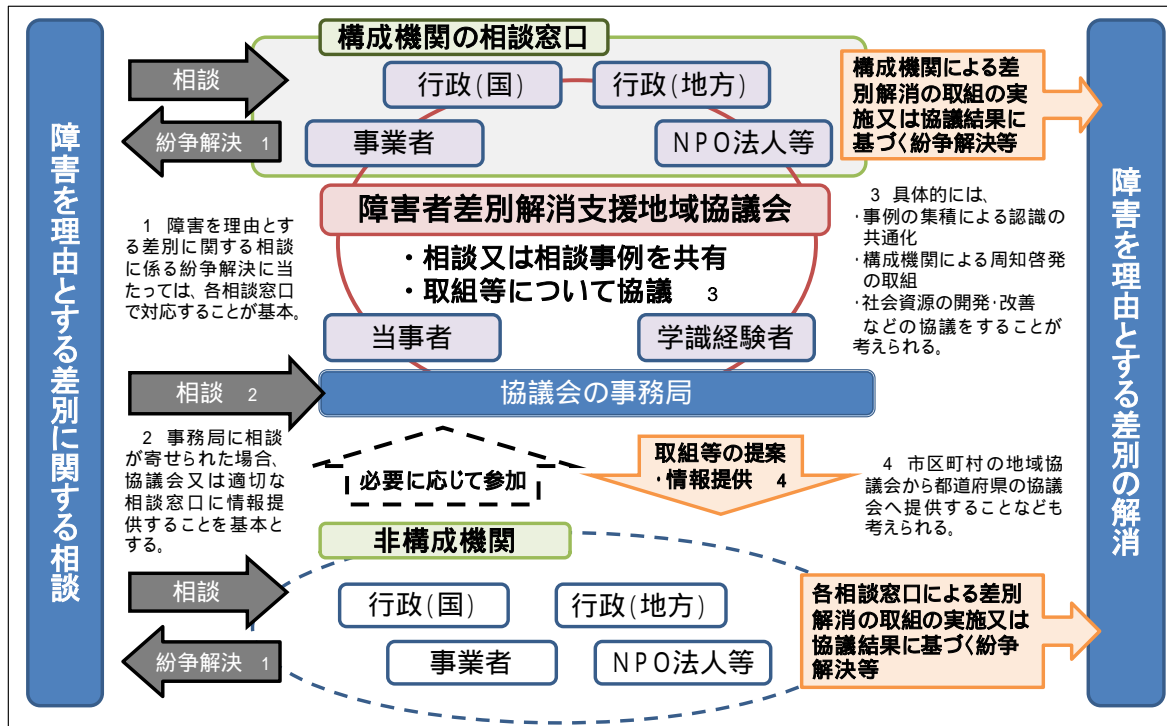 障害を理由とする差別に関する相談
構成機関の相談窓口
相談
行政(国)
行政(地方)
紛争解決 1
事業者
NPO法人等
構成機関による差
別解消の取組の実
施又は協議結果に
基づく紛争解決等
障害者差別解消支援地域協議会
・相談又は相談事例を共有
・取組等について協議 3
1 障害を理由とす
る差別に関する相談
に係る紛争解決に当
たっては、各相談窓口
で対応することが基本。
3 具体的には、
・事例の集積による認識の
共通化
・構成機関による周知啓発
の取組
・社会資源の開発・改善
などの協議をすることが
考えられる。
当事者
学識経験者
相談 2
協議会の事務局
2 事務局に相談
が寄せられた場合、
協議会又は適切な
相談窓口に情報提
供することを基本と
する。
必要に応じて参加
取組等の提案
・情報提供 4
4 市区町村の地域協
議会から都道府県の協議
会へ提供することなども
考えられる。
非構成機関
相談
行政(国)
行政(地方)
紛争解決 1
事業者
NPO法人等
各相談窓口による差別
解消の取組の実施又は
協議結果に基づく紛争
解決等
障害を理由とする差別の解消